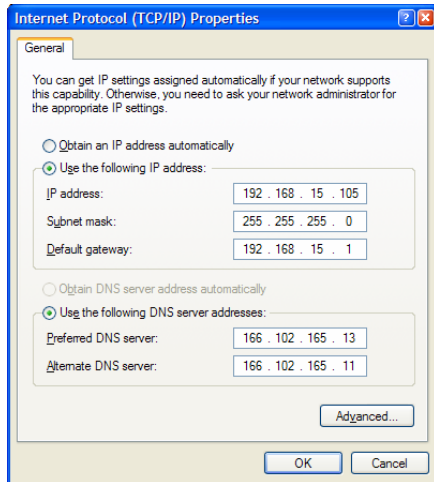 Internet Protocol (TCP/IP) Properties
General
You can get IP settings assigned automatically if your network supports
this capability. Otherwise, you need to ask your network administrator for
the appropriate IP settings.
Obtain an IP address automatically
Use the following IP address:
IP address: 192 . 168 . 15 . 105
Subnet mask: 255 . 255 . 255 . 0
Default gateway: 192 . 168 . 15 . 1
Obtain DNS server address automatically
Use the following DNS server addresses:
Preferred DNS server: 166 . 102 . 165 . 13
Alternate DNS server: 166 . 102 . 165 . 11
Advanced...
OK Cancel